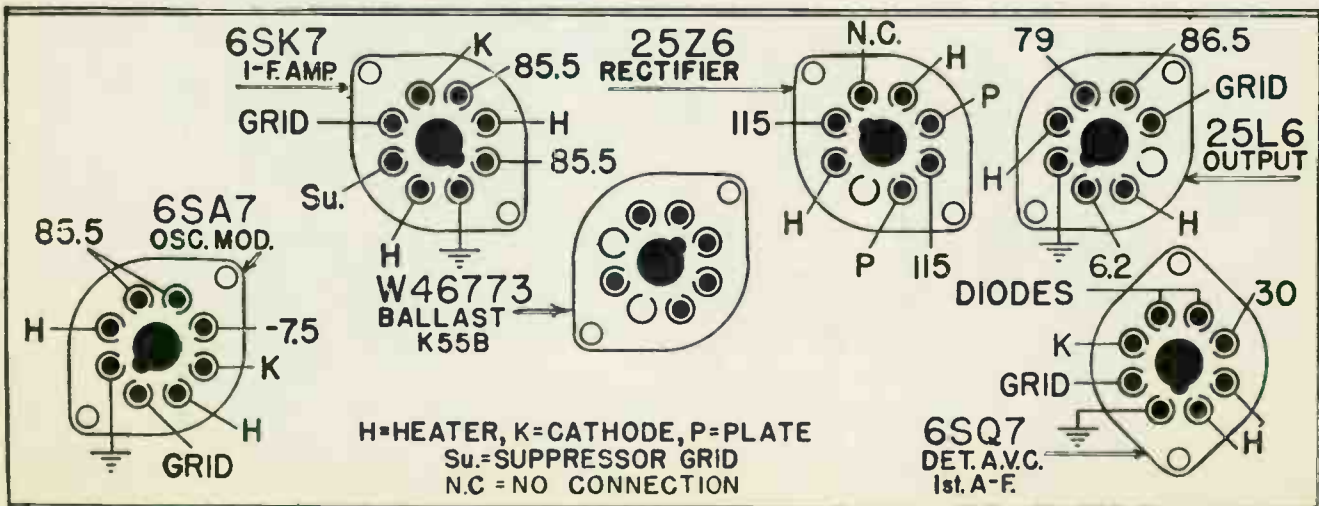 6SK7
I-F. AMP.
K
85.5
GRID
H
85.5
Su.
H
25Z6
RECTIFIER
N.C.
H
P
115
H
P
115
79
86.5
GRID
25L6
OUTPUT
H
6.2
H
6SA7
OSC. MOD.
85.5
H
-7.5
K
H
GRID
W46773
BALLAST
K55B
DIODES
30
K
GRID
H
6SQ7
DET. A.V.C.
1st. A-F.
H=HEATER, K=CATHODE, P=PLATE
Su.=SUPPRESSOR GRID
N.C =NO CONNECTION